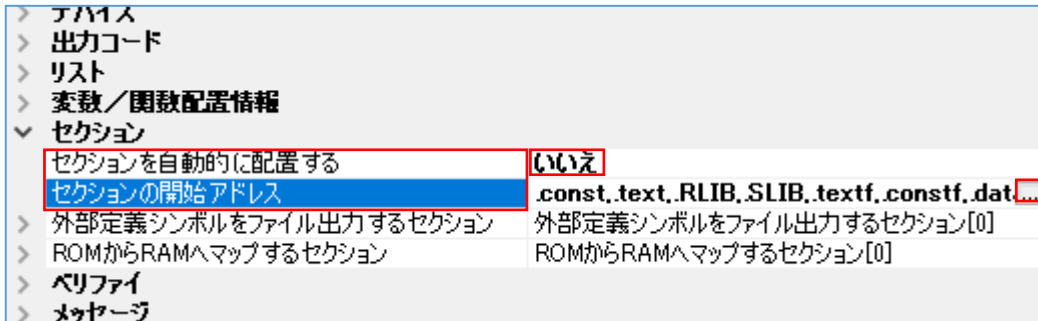 デバイス
出力コード
リスト
変数／関数配置情報
セクション
セクションを自動的に配置する いいえ
セクションの開始アドレス .const,.text,.RLIB,.SLIB,.textf,.constf,.dat...
外部定義シンボルをファイル出力するセクション 外部定義シンボルをファイル出力するセクション[0]
ROMからRAMへマップするセクション ROMからRAMへマップするセクション[0]
ベリファイ
メッセージ